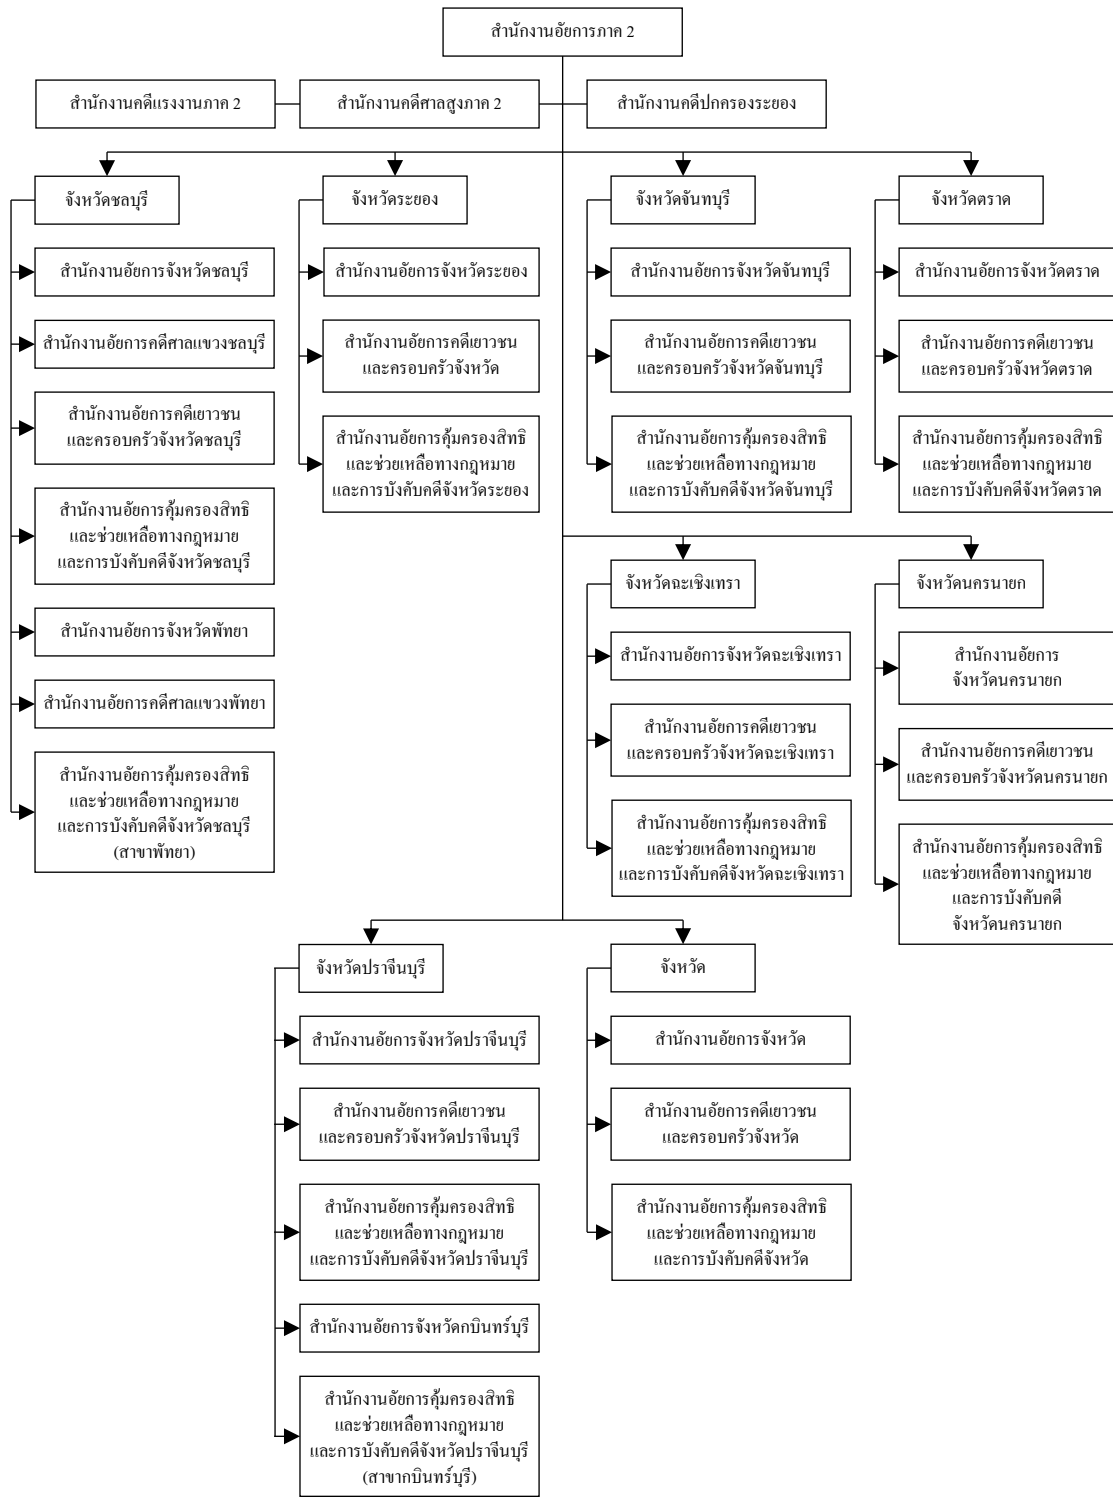 สำนักงานอัยการภาค 2
สำนักงานคดีแรงงานภาค 2
สำนักงานคดีศาลสูงภาค 2
สำนักงานคดีปกครองระยอง
จังหวัดชลบุรี
สำนักงานอัยการจังหวัดชลบุรี
สำนักงานอัยการคดีศาลแขวงชลบุรี
สำนักงานอัยการคดีเยาวชน
และครอบครัวจังหวัดชลบุรี
สำนักงานอัยการคุ้มครองสิทธิ
และช่วยเหลือทางกฎหมาย
และการบังคับคดีจังหวัดชลบุรี
สำนักงานอัยการจังหวัดพัทยา
สำนักงานอัยการคดีศาลแขวงพัทยา
สำนักงานอัยการคุ้มครองสิทธิ
และช่วยเหลือทางกฎหมาย
และการบังคับคดีจังหวัดชลบุรี
(สาขาพัทยา)
จังหวัดระยอง
สำนักงานอัยการจังหวัดระยอง
สำนักงานอัยการคดีเยาวชน
และครอบครัวจังหวัด
สำนักงานอัยการคุ้มครองสิทธิ
และช่วยเหลือทางกฎหมาย
และการบังคับคดีจังหวัดระยอง
จังหวัดจันทบุรี
สำนักงานอัยการจังหวัดจันทบุรี
สำนักงานอัยการคดีเยาวชน
และครอบครัวจังหวัดจันทบุรี
สำนักงานอัยการคุ้มครองสิทธิ
และช่วยเหลือทางกฎหมาย
และการบังคับคดีจังหวัดจันทบุรี
จังหวัดตราด
สำนักงานอัยการจังหวัดตราด
สำนักงานอัยการคดีเยาวชน
และครอบครัวจังหวัดตราด
สำนักงานอัยการคุ้มครองสิทธิ
และช่วยเหลือทางกฎหมาย
และการบังคับคดีจังหวัดตราด
จังหวัดฉะเชิงเทรา
สำนักงานอัยการจังหวัดฉะเชิงเทรา
สำนักงานอัยการคดีเยาวชน
และครอบครัวจังหวัดฉะเชิงเทรา
สำนักงานอัยการคุ้มครองสิทธิ
และช่วยเหลือทางกฎหมาย
และการบังคับคดีจังหวัดฉะเชิงเทรา
จังหวัดนครนายก
สำนักงานอัยการ
จังหวัดนครนายก
สำนักงานอัยการคดีเยาวชน
และครอบครัวจังหวัดนครนายก
สำนักงานอัยการคุ้มครองสิทธิ
และช่วยเหลือทางกฎหมาย
และการบังคับคดี
จังหวัดนครนายก
จังหวัดปราจีนบุรี
สำนักงานอัยการจังหวัดปราจีนบุรี
สำนักงานอัยการคดีเยาวชน
และครอบครัวจังหวัดปราจีนบุรี
สำนักงานอัยการคุ้มครองสิทธิ
และช่วยเหลือทางกฎหมาย
และการบังคับคดีจังหวัดปราจีนบุรี
สำนักงานอัยการจังหวัดกบินทร์บุรี
สำนักงานอัยการคุ้มครองสิทธิ
และช่วยเหลือทางกฎหมาย
และการบังคับคดีจังหวัดปราจีนบุรี
(สาขากบินทร์บุรี)
จังหวัด
สำนักงานอัยการจังหวัด
สำนักงานอัยการคดีเยาวชน
และครอบครัวจังหวัด
สำนักงานอัยการคุ้มครองสิทธิ
และช่วยเหลือทางกฎหมาย
และการบังคับคดีจังหวัด